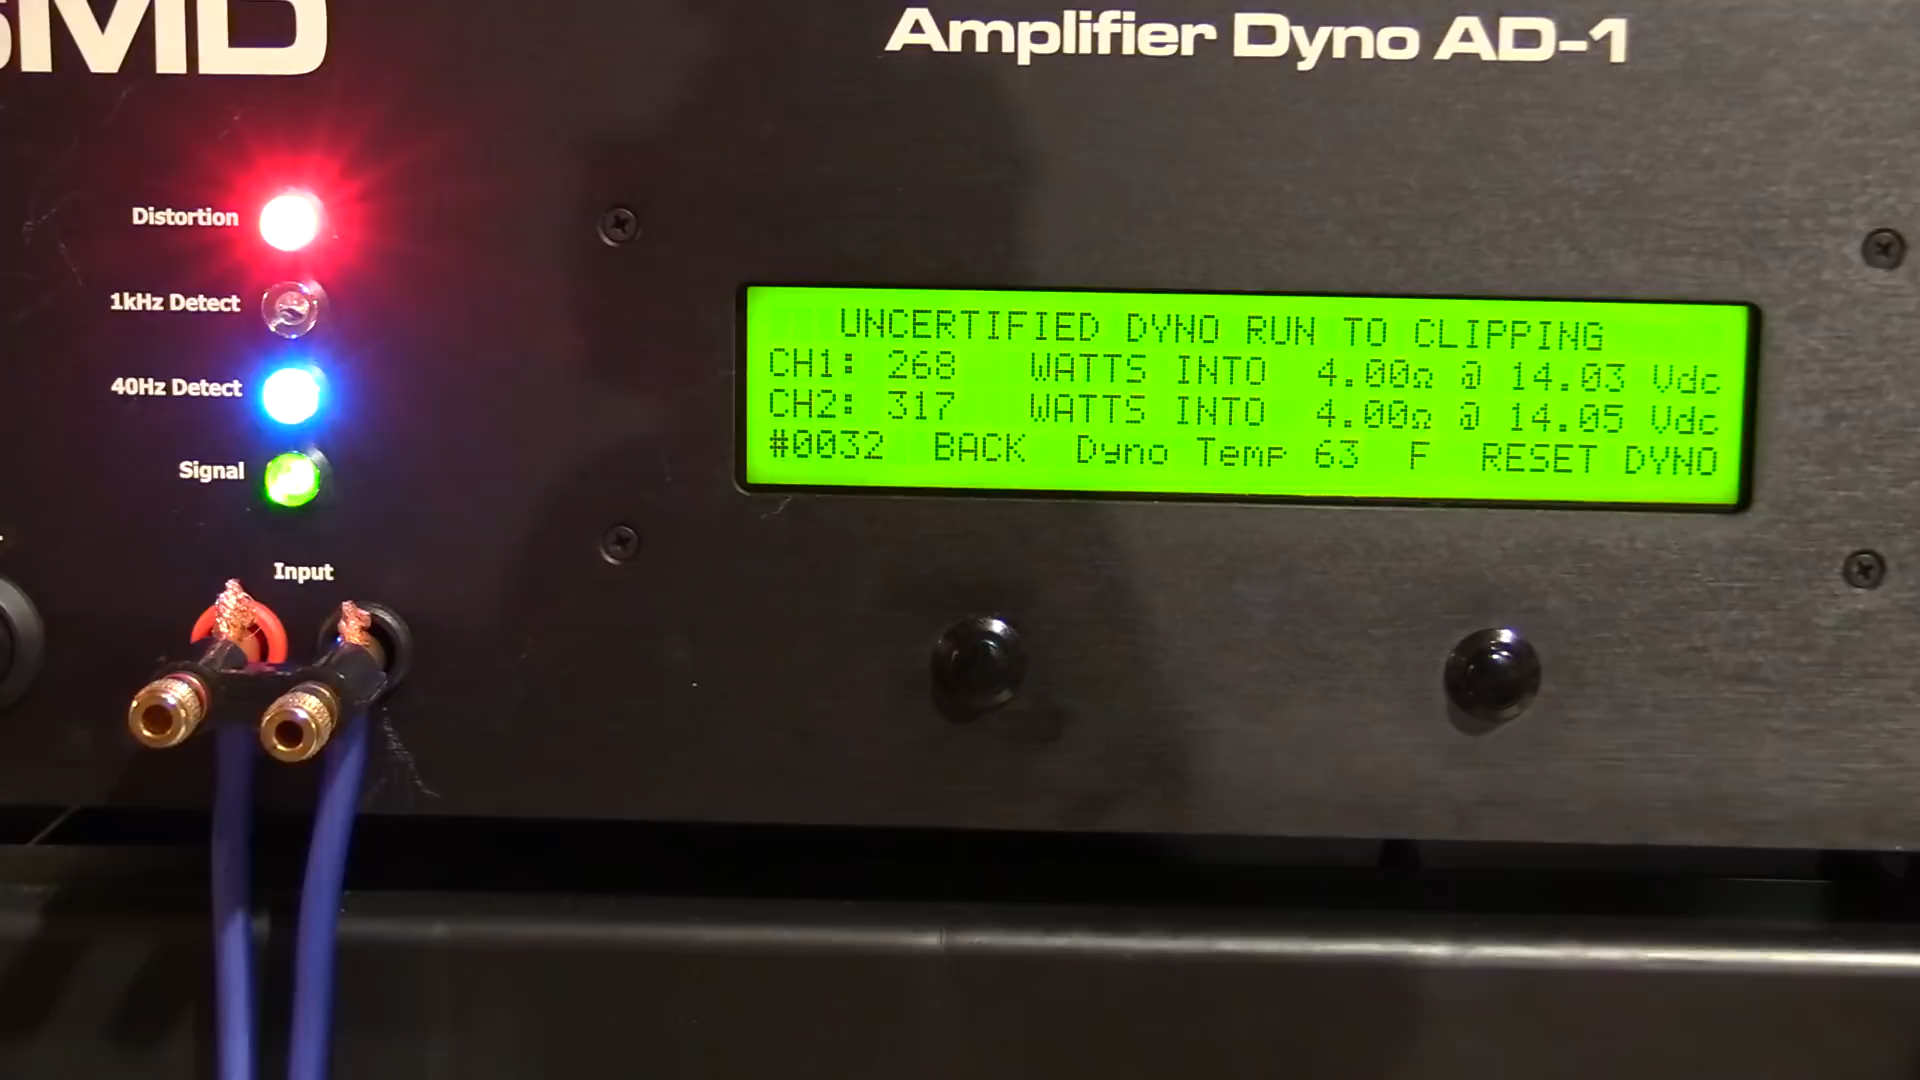 SMD
Amplifier Dyno AD-1
Distortion
1kHz Detect
40Hz Detect
Signal
Input
UNCERTIFIED DYNO RUN TO CLIPPING
CH1: 268 WATTS INTO 4.00Ω @ 14.03 Vdc
CH2: 317 WATTS INTO 4.00Ω @ 14.05 Vdc
#0032 BACK Dyno Temp 63 F RESET DYNO